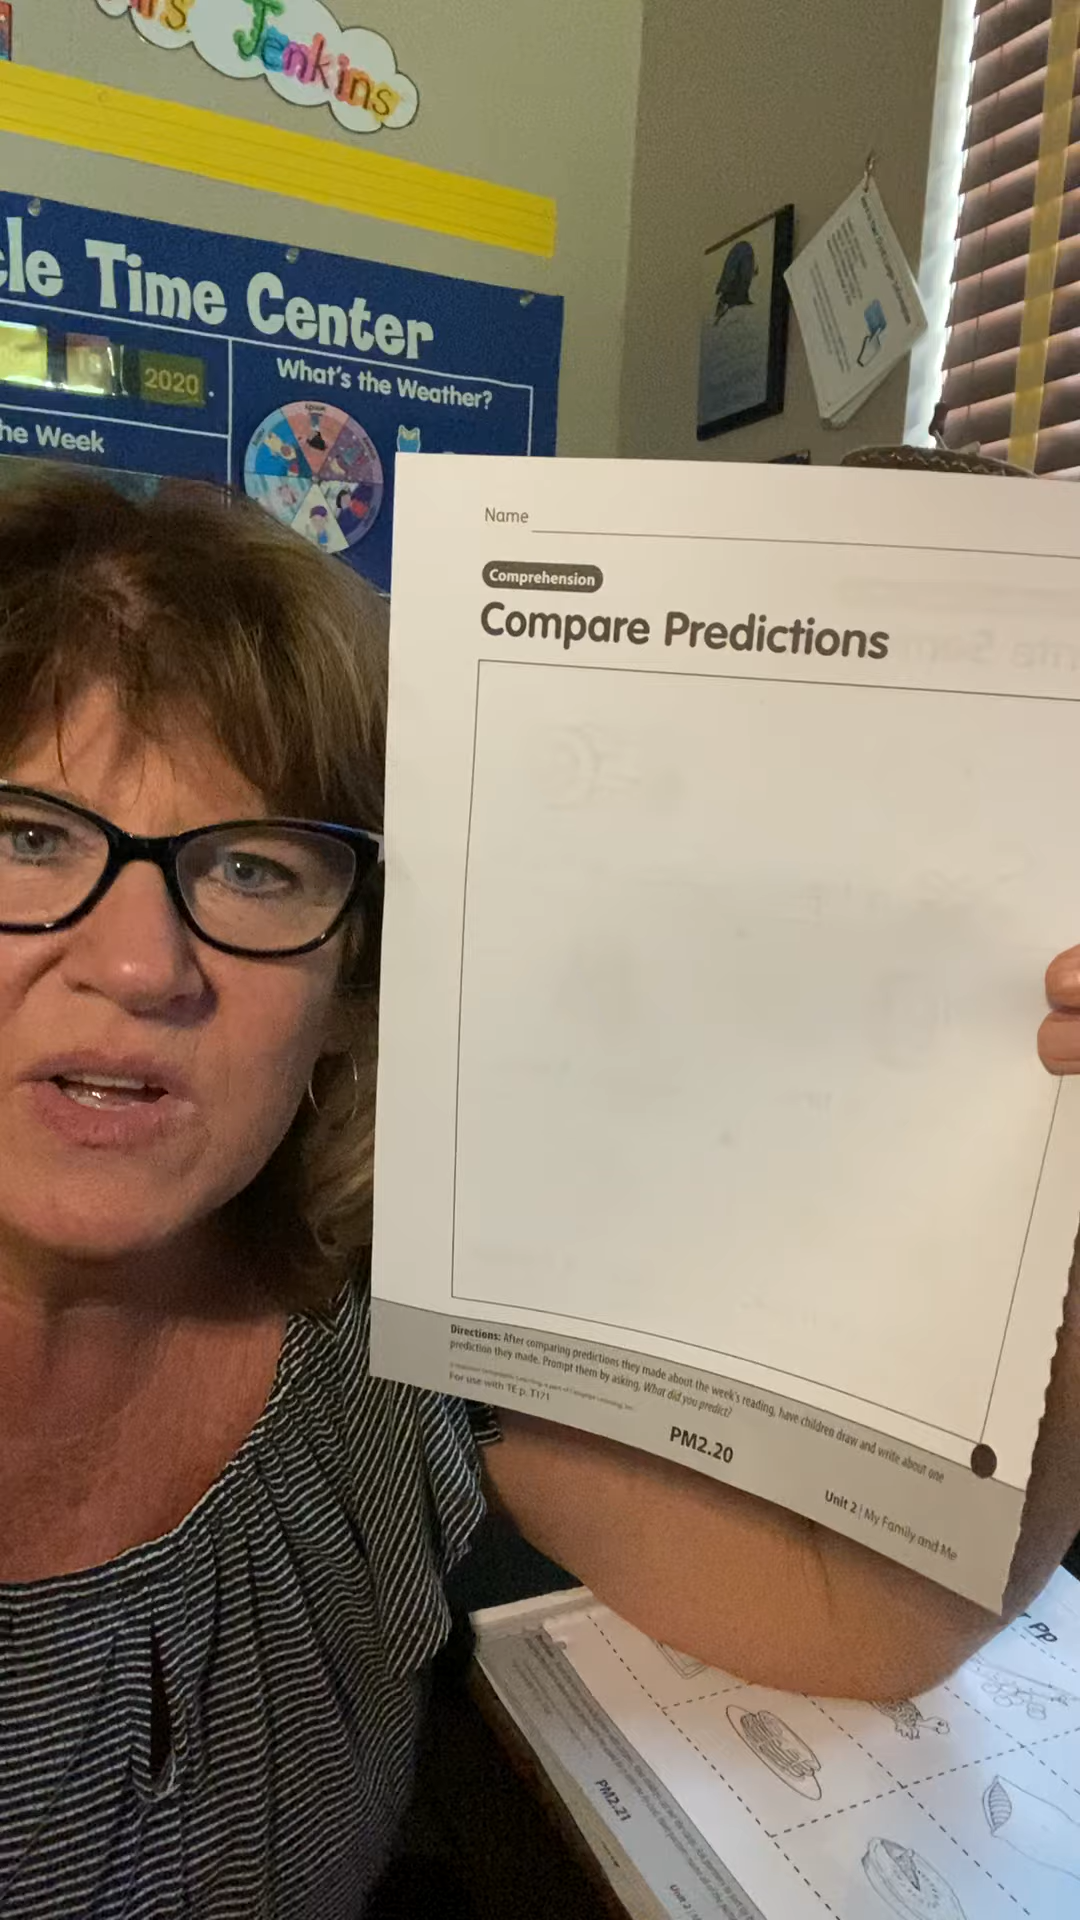 Jenkins
Time Center
2020.
What's the Weather?
he Week
Name
Comprehension
Compare Predictions
Directions: After comparing predictions they made about the week's reading, have children draw and write about one
prediction they made. Prompt them by asking, What did you predict?
For use with TE p. T171
PM2.20
Unit 2 | My Family and Me
Pp
PM2.21